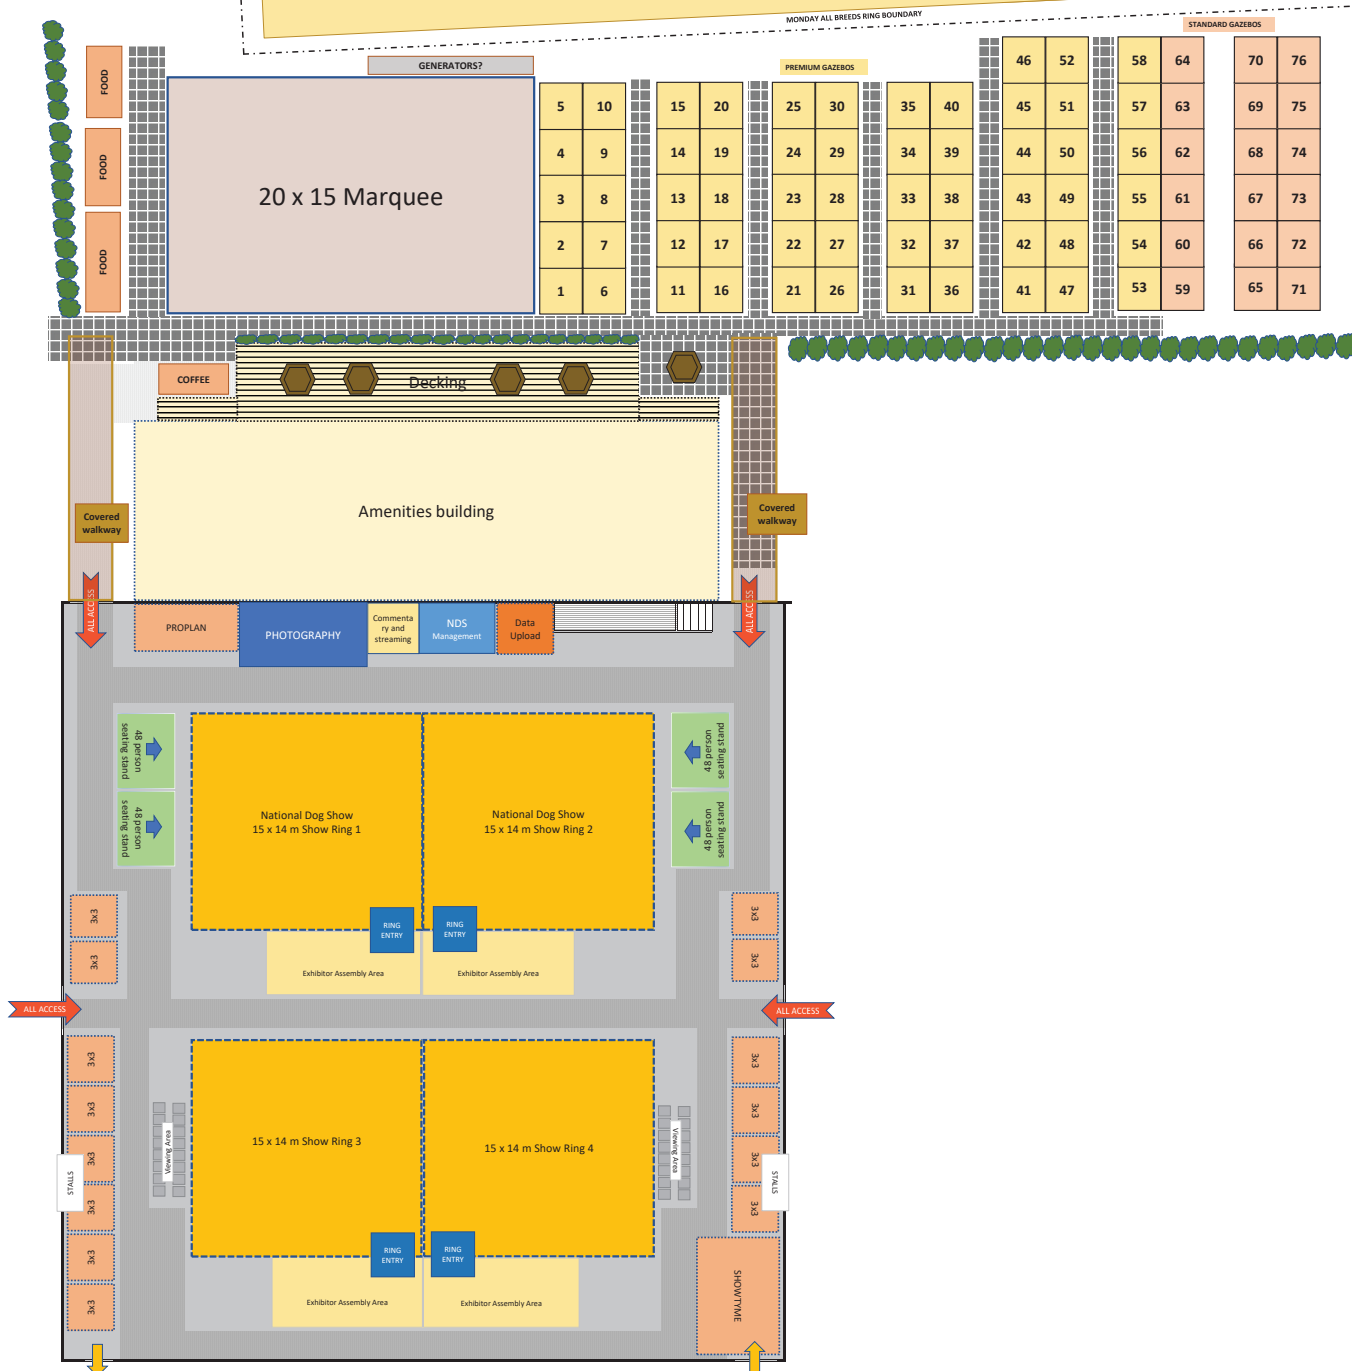 MONDAY ALL BREEDS RING BOUNDARY
STANDARD GAZEBOS
GENERATORS?
PREMIUM GAZEBOS
FOOD
FOOD
FOOD
20 x 15 Marquee
5 10
4 9
3 8
2 7
1 6
15 20
14 19
13 18
12 17
11 16
25 30
24 29
23 28
22 27
21 26
35 40
34 39
33 38
32 37
31 36
46 52
45 51
44 50
43 49
42 48
41 47
58 64
57 63
56 62
55 61
54 60
53 59
70 76
69 75
68 74
67 73
66 72
65 71
COFFEE
Decking
Amenities building
Covered
walkway
Covered
walkway
ALL ACCESS
ALL ACCESS
PROPLAN
PHOTOGRAPHY
Commenta
ry and
streaming
NDS
Management
Data
Upload
48 person
seating stand
48 person
seating stand
48 person
seating stand
48 person
seating stand
National Dog Show
15 x 14 m Show Ring 1
National Dog Show
15 x 14 m Show Ring 2
RING
ENTRY
RING
ENTRY
Exhibitor Assembly Area
Exhibitor Assembly Area
3x3
3x3
3x3
3x3
ALL ACCESS
ALL ACCESS
15 x 14 m Show Ring 3
15 x 14 m Show Ring 4
Viewing Area
Viewing Area
3x3
3x3
3x3
3x3
3x3
3x3
STALLS
3x3
3x3
3x3
3x3
STALLS
RING
ENTRY
RING
ENTRY
Exhibitor Assembly Area
Exhibitor Assembly Area
SHOWTYME